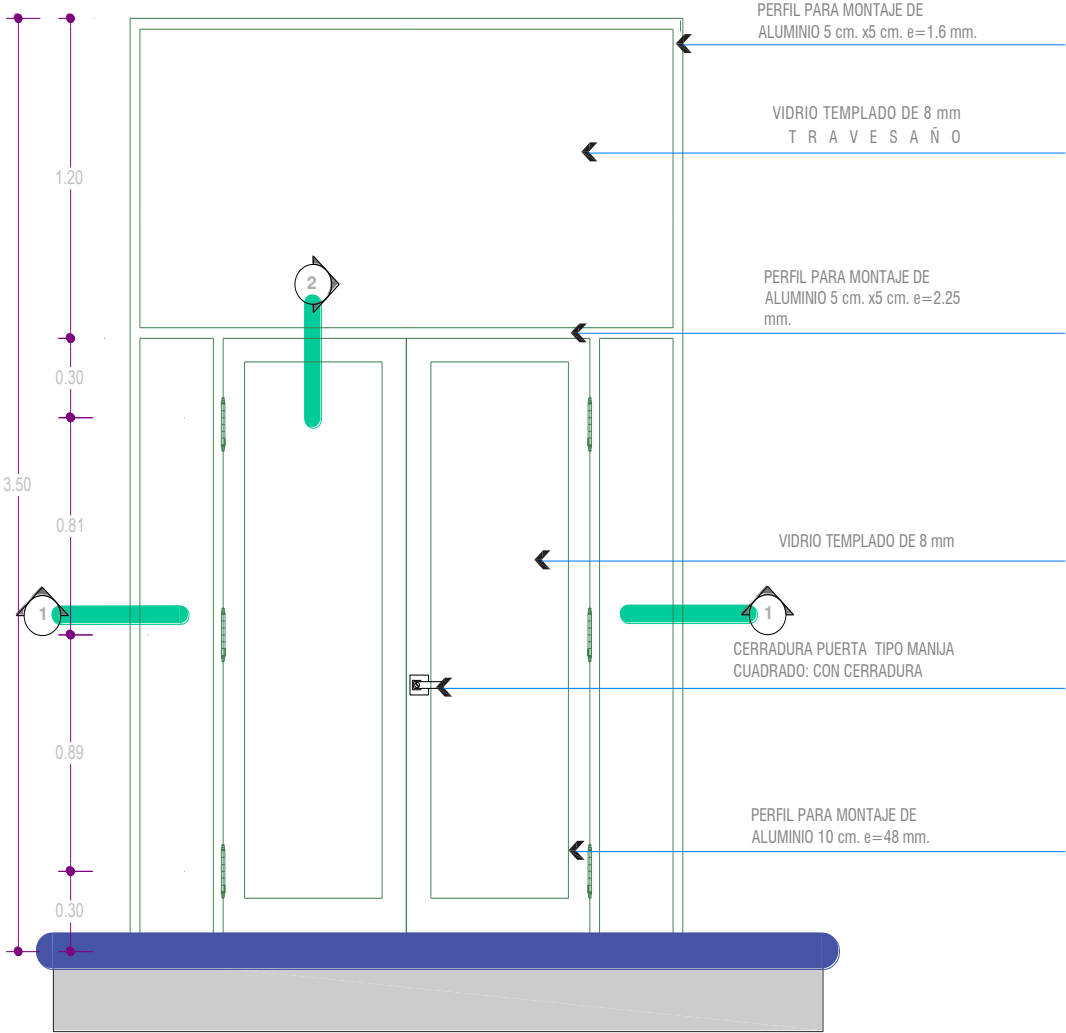 PERFIL PARA MONTAJE DE
ALUMINIO 5 cm. x5 cm. e=1.6 mm.
VIDRIO TEMPLADO DE 8 mm
T R A V E S A Ñ O
1.20
PERFIL PARA MONTAJE DE
ALUMINIO 5 cm. x5 cm. e=2.25
mm.
2
0.30
3.50
0.81
VIDRIO TEMPLADO DE 8 mm
1
1
CERRADURA PUERTA TIPO MANIJA
CUADRADO: CON CERRADURA
0.89
PERFIL PARA MONTAJE DE
ALUMINIO 10 cm. e=48 mm.
0.30